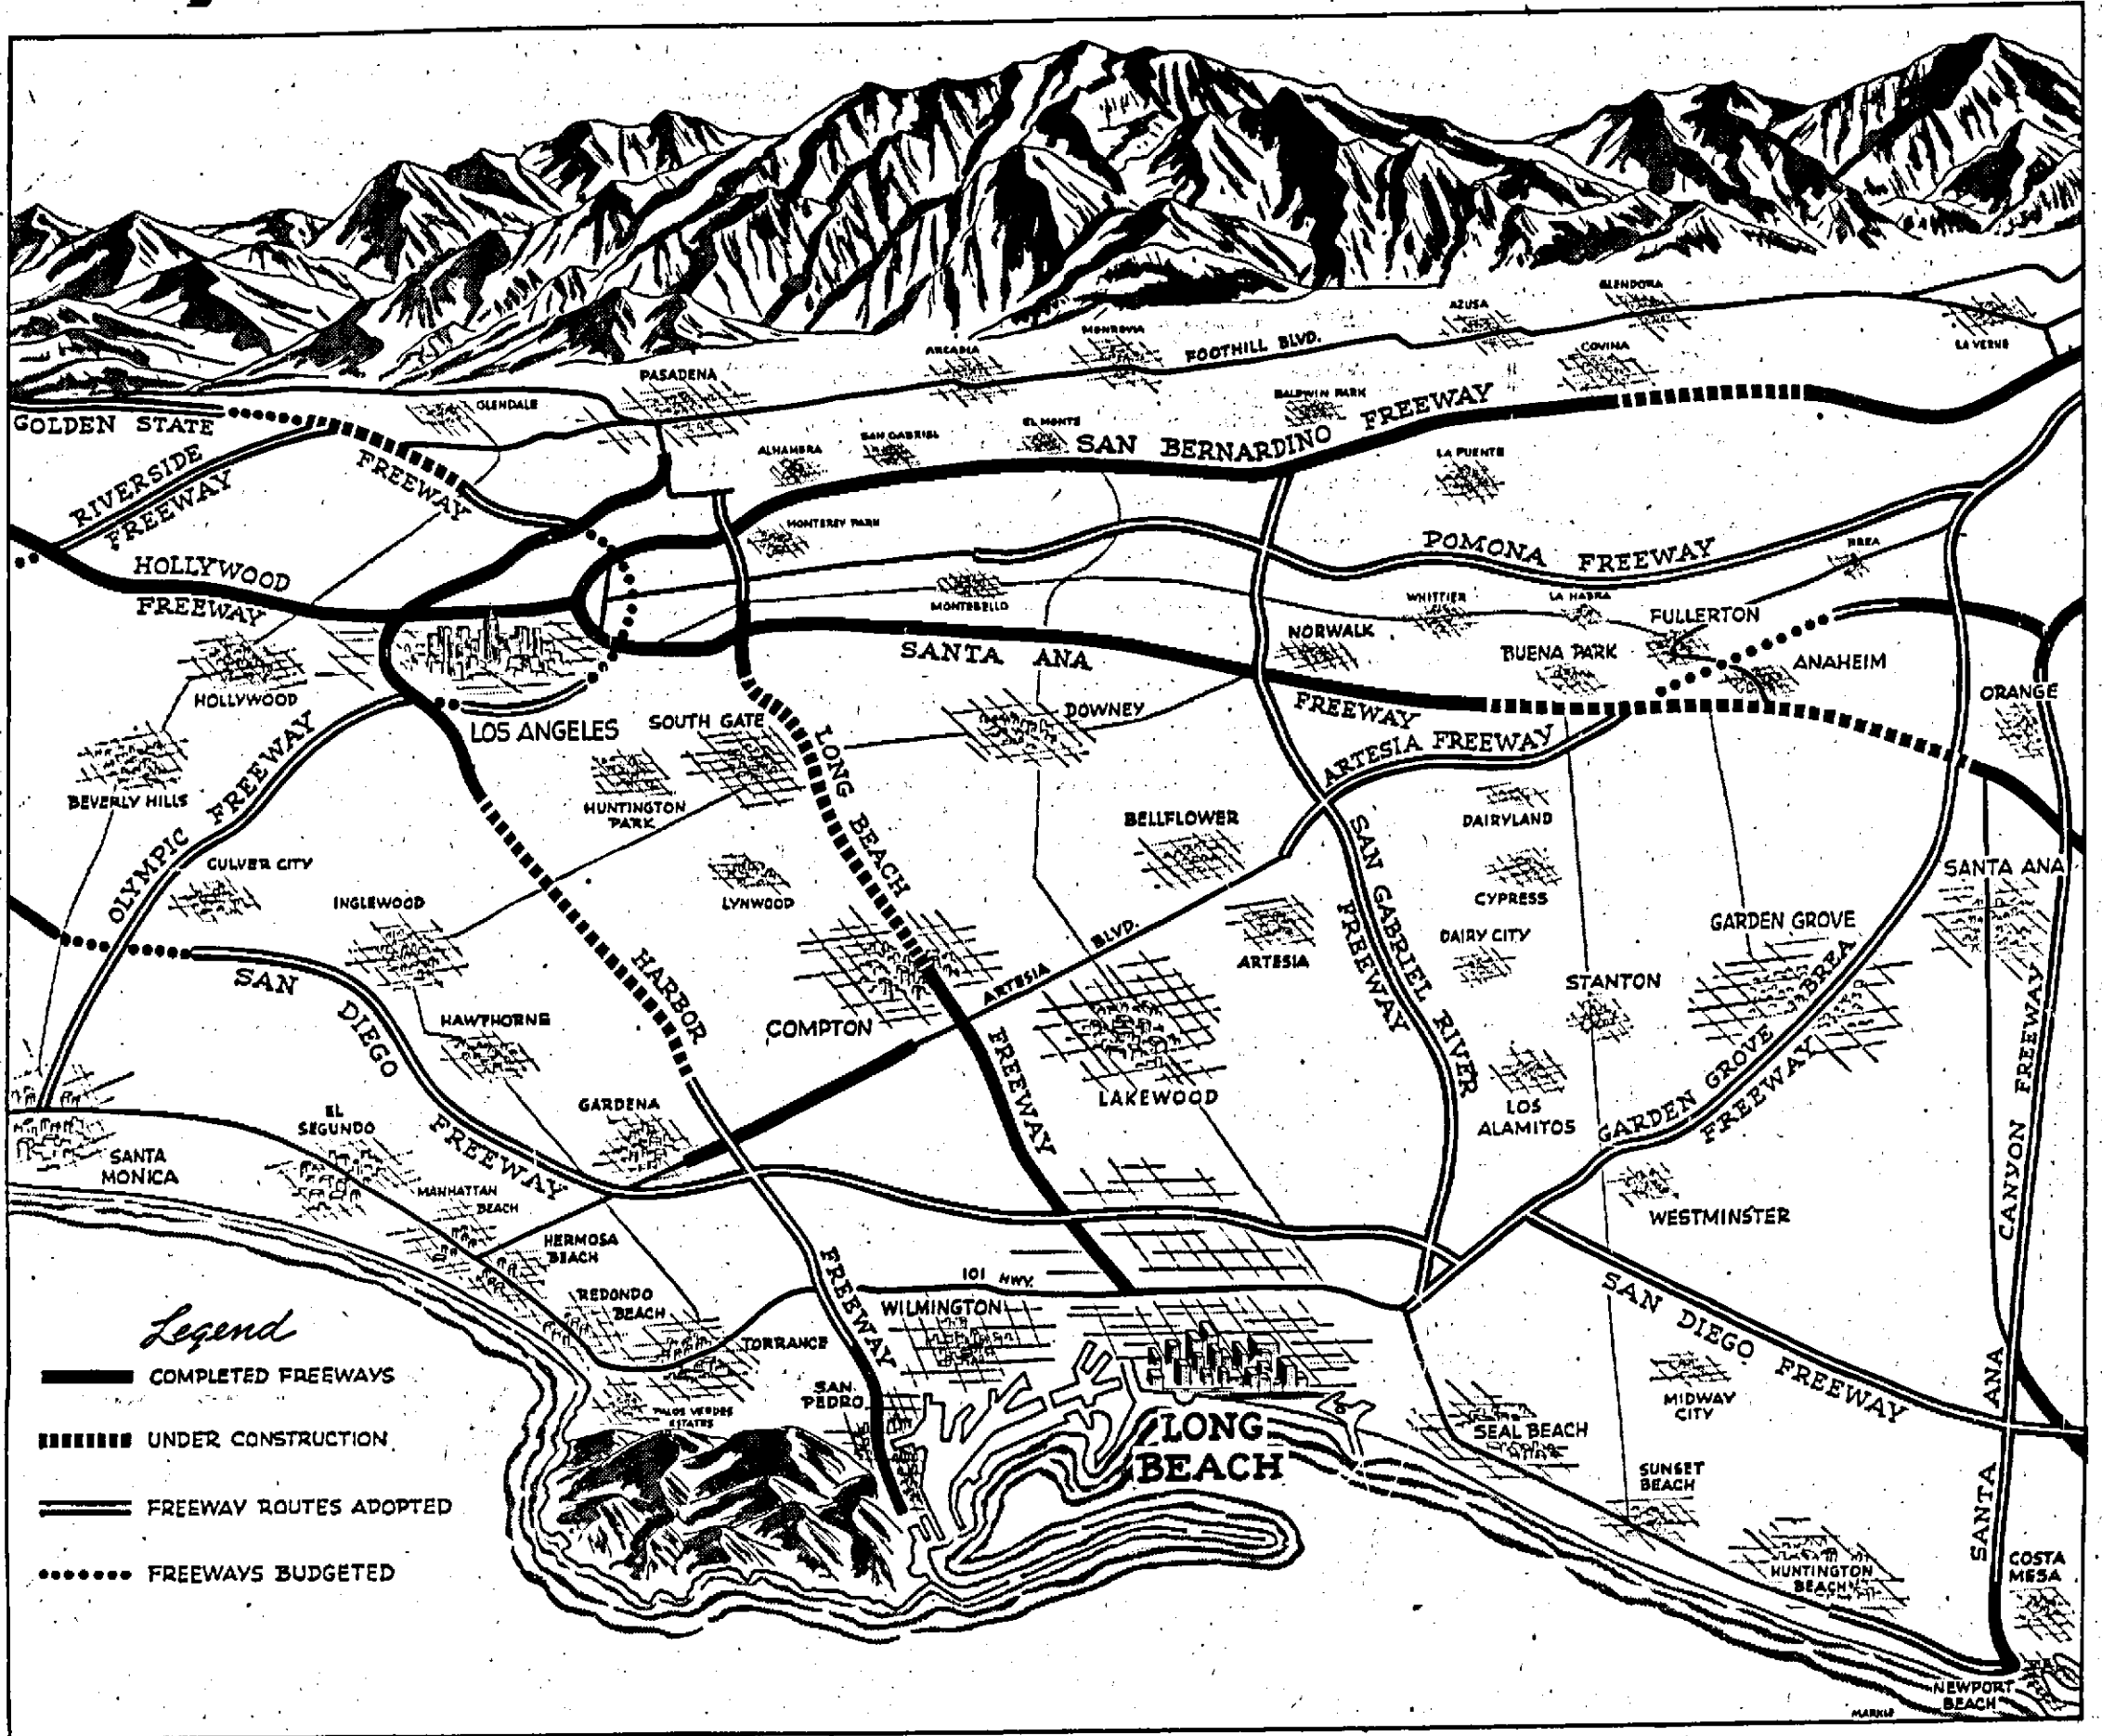 GLENDORA
AZUSA
MONROVIA
FOOTHILL BLVD.
LA VERNE
ARCADIA
COVINA
PASADENA
BALDWIN PARK
GLENDALE
GOLDEN STATE
FREEWAY
SAN BERNARDINO FREEWAY
EL MONTE
SAN GABRIEL
ALHAMBRA
LA PUENTE
RIVERSIDE
FREEWAY
MONTEREY PARK
POMONA FREEWAY
BREA
HOLLYWOOD
FREEWAY
MONTEBELLO
WHITTIER
LA HABRA
FULLERTON
NORWALK
BUENA PARK
ANAHEIM
SANTA ANA
FREEWAY
ORANGE
HOLLYWOOD
LOS ANGELES
SOUTH GATE
DOWNEY
ARTESIA FREEWAY
BEVERLY HILLS
OLYMPIC FREEWAY
HUNTINGTON
PARK
LONG BEACH
FREEWAY
BELLFLOWER
DAIRYLAND
CULVER CITY
INGLEWOOD
LYNWOOD
SAN GABRIEL RIVER
FREEWAY
CYPRESS
SANTA ANA
GARDEN GROVE
DAIRY CITY
ARTESIA
ARTESIA BLVD.
STANTON
SAN DIEGO
FREEWAY
HARBOR
FREEWAY
HAWTHORNE
COMPTON
LAKEWOOD
LOS
ALAMITOS
GARDEN GROVE BREA
FREEWAY
SANTA ANA CANYON FREEWAY
GARDENA
EL
SEGUNDO
SANTA
MONICA
MANHATTAN
BEACH
HERMOSA
BEACH
REDONDO
BEACH
TORRANCE
WESTMINSTER
101 HWY.
WILMINGTON
SAN DIEGO FREEWAY
SAN
PEDRO
PALOS VERDES
ESTATES
LONG
BEACH
MIDWAY
CITY
SEAL BEACH
SUNSET
BEACH
HUNTINGTON
BEACH
COSTA
MESA
NEWPORT
BEACH
MARKLE
Legend
COMPLETED FREEWAYS
UNDER CONSTRUCTION
FREEWAY ROUTES ADOPTED
FREEWAYS BUDGETED